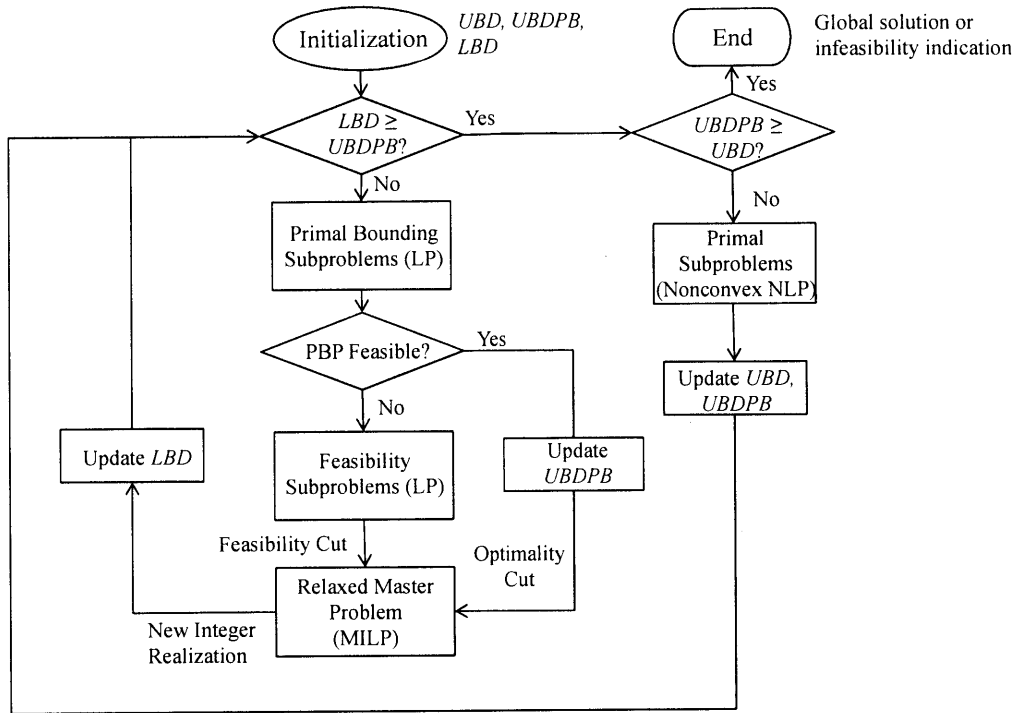 Initialization
UBD, UBDPB,
LBD
End
Global solution or
infeasibility indication
Yes
LBD ≥
UBDPB?
Yes
UBDPB ≥
UBD?
No
No
Primal Bounding
Subproblems (LP)
Primal
Subproblems
(Nonconvex NLP)
PBP Feasible?
Yes
Update UBD,
UBDPB
No
Update LBD
Feasibility
Subproblems (LP)
Update
UBDPB
Feasibility Cut
Optimality
Cut
Relaxed Master
Problem
(MILP)
New Integer
Realization